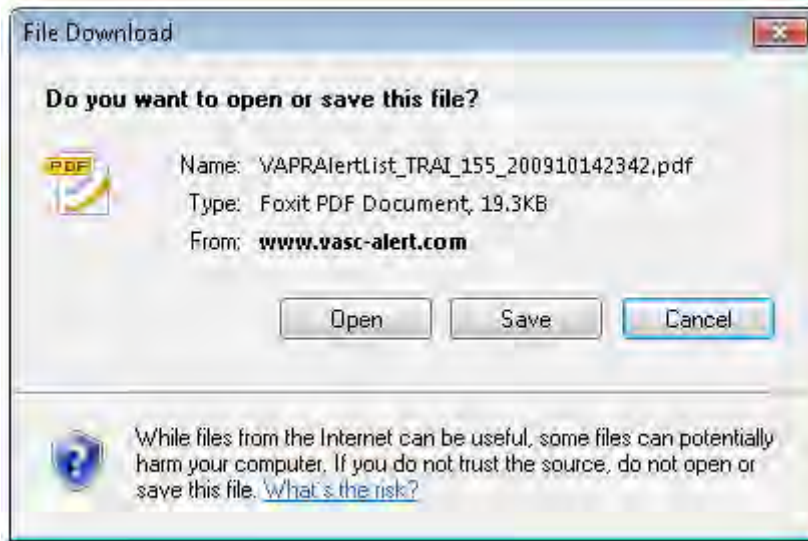 File Download
Do you want to open or save this file?
PDF
Name: VAPRAlertList_TRAI_155_200910142342.pdf
Type: Foxit PDF Document, 19.3KB
From: www.vasc-alert.com
Open Save Cancel
While files from the Internet can be useful, some files can potentially
harm your computer. If you do not trust the source, do not open or
save this file. What's the risk?